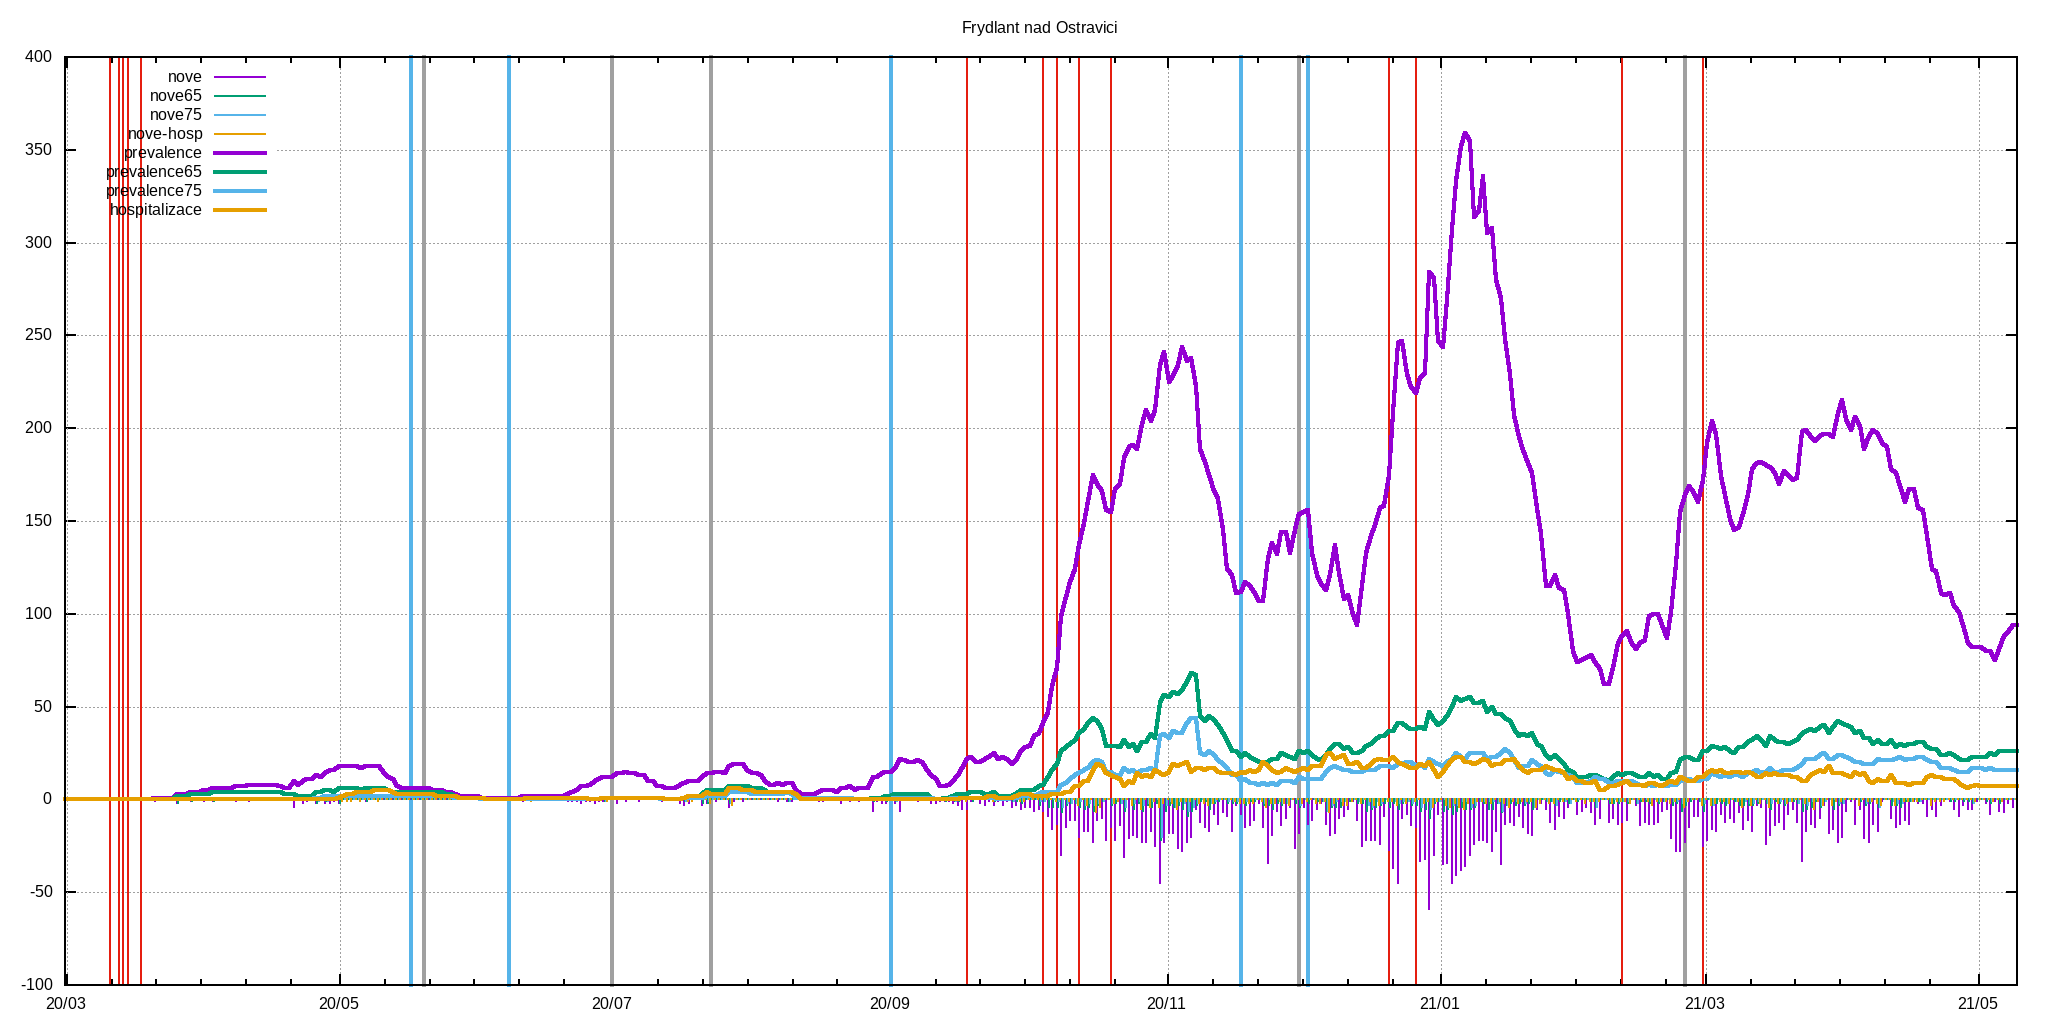 Frydlant nad Ostravici
400
350
300
250
200
150
100
50
0
-50
-100
nove
nove65
nove75
nove-hosp
prevalence
prevalence65
prevalence75
hospitalizace
20/03 20/05 20/07 20/09 20/11 21/01 21/03 21/05